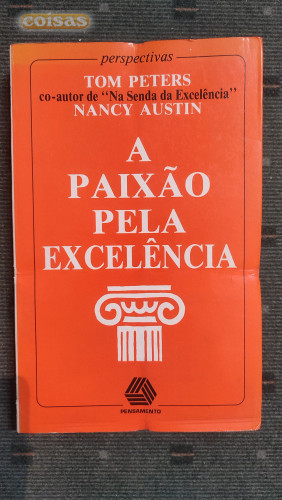 coisas
perspectivas
TOM PETERS
co-autor de "Na Senda da Excelência"
NANCY AUSTIN
A
PAIXÃO
PELA
EXCELÊNCIA
PENSAMENTO